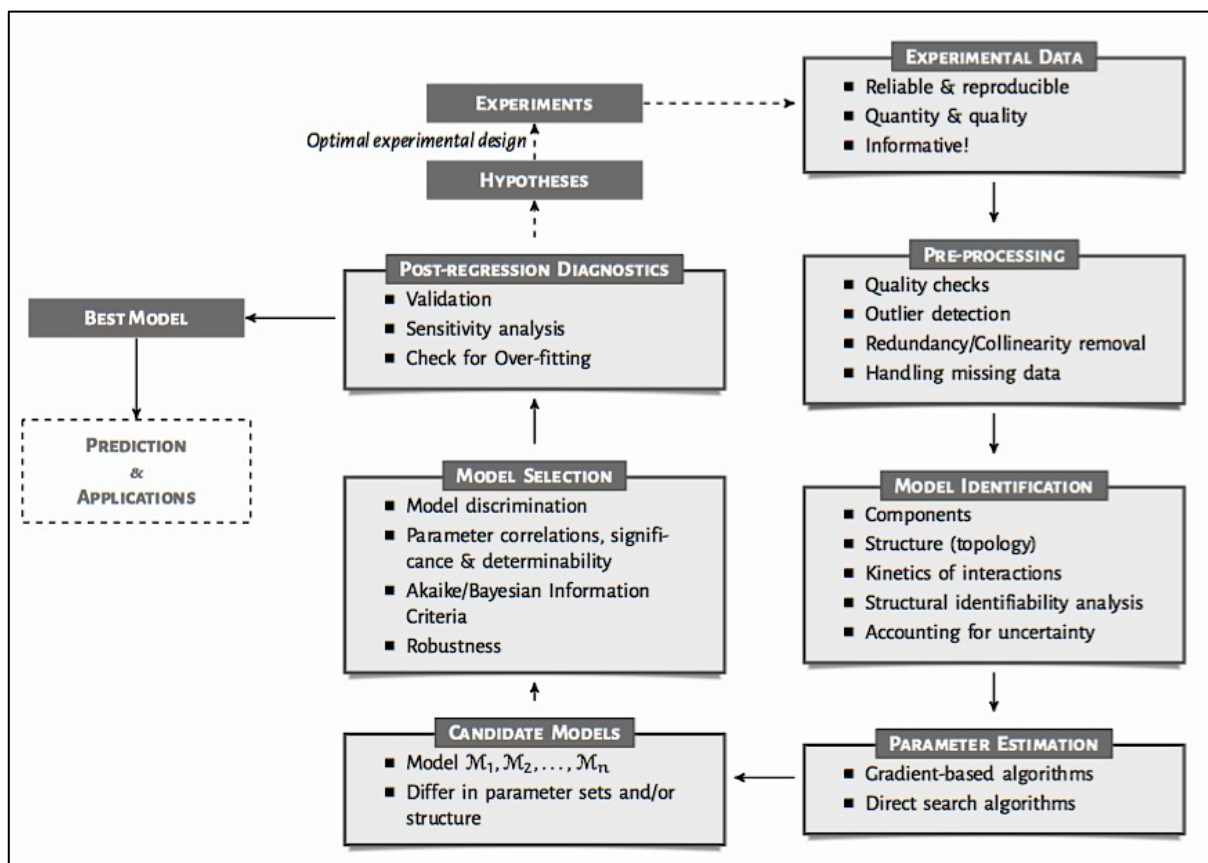 EXPERIMENTAL DATA
■ Reliable & reproducible
■ Quantity & quality
■ Informative!
EXPERIMENTS
Optimal experimental design
HYPOTHESES
PRE-PROCESSING
■ Quality checks
■ Outlier detection
■ Redundancy/Collinearity removal
■ Handling missing data
POST-REGRESSION DIAGNOSTICS
■ Validation
■ Sensitivity analysis
■ Check for Over-fitting
BEST MODEL
PREDICTION
&
APPLICATIONS
MODEL SELECTION
■ Model discrimination
■ Parameter correlations, signifi-
cance & determinability
■ Akaike/Bayesian Information
Criteria
■ Robustness
MODEL IDENTIFICATION
■ Components
■ Structure (topology)
■ Kinetics of interactions
■ Structural identifiability analysis
■ Accounting for uncertainty
CANDIDATE MODELS
■ Model ℳ₁, ℳ₂, . . . , ℳₙ
■ Differ in parameter sets and/or
structure
PARAMETER ESTIMATION
■ Gradient-based algorithms
■ Direct search algorithms